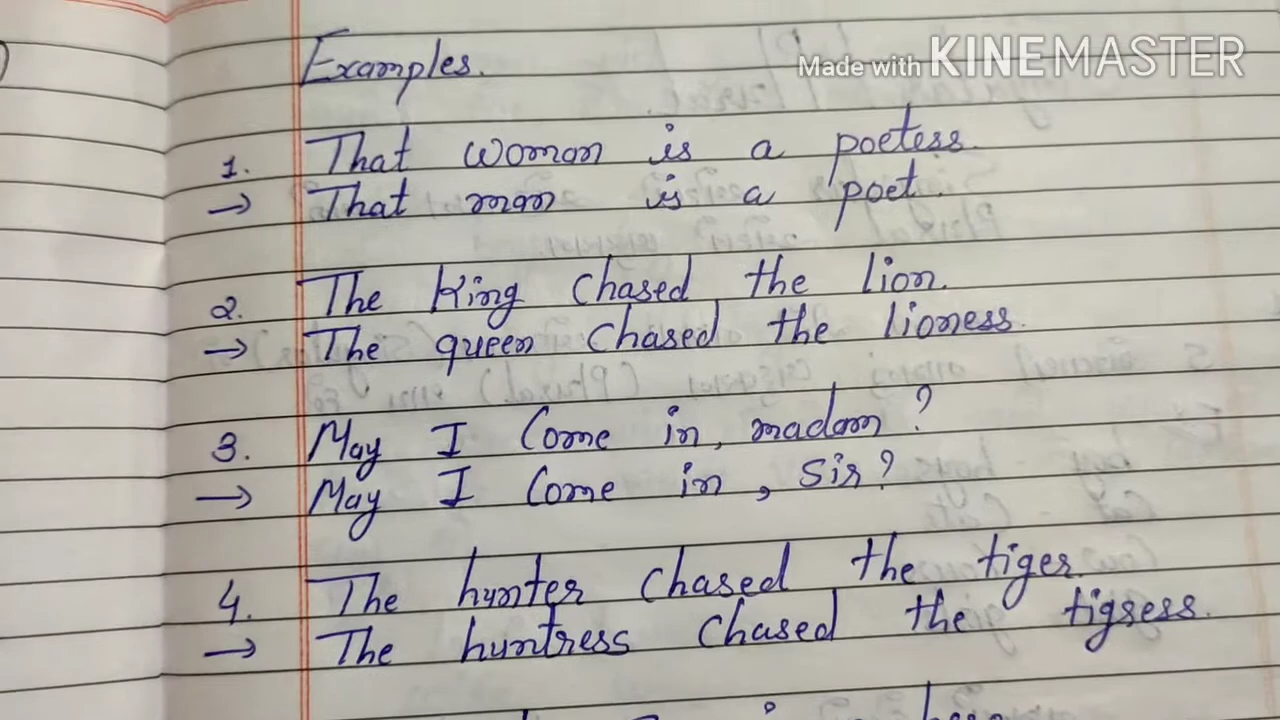 Made with KINEMASTER
Examples.
1. That woman is a poetess.
→ That man is a poet.
2. The King chased the lion.
→ The queen chased the lioness.
3. May I Come in, madam?
→ May I Come in, Sir?
4. The hunter chased the tiger.
→ The huntress chased the tigress.